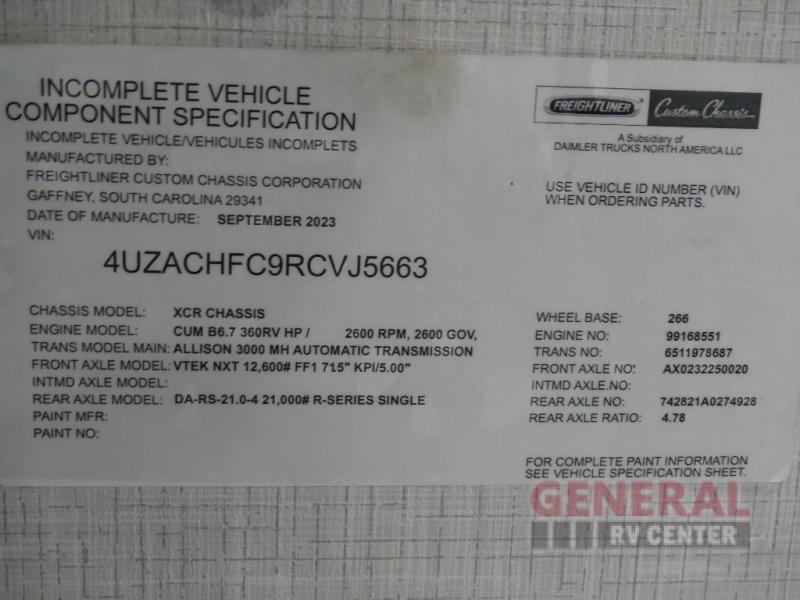 INCOMPLETE VEHICLE
COMPONENT SPECIFICATION
INCOMPLETE VEHICLE/VEHICULES INCOMPLETS
MANUFACTURED BY:
FREIGHTLINER CUSTOM CHASSIS CORPORATION
GAFFNEY, SOUTH CAROLINA 29341
DATE OF MANUFACTURE: SEPTEMBER 2023
VIN:
4UZACHFC9RCVJ5663
FREIGHTLINER Custom Chassis
A Subsidiary of
DAIMLER TRUCKS NORTH AMERICA LLC
USE VEHICLE ID NUMBER (VIN)
WHEN ORDERING PARTS.
CHASSIS MODEL: XCR CHASSIS
ENGINE MODEL: CUM B6.7 360RV HP / 2600 RPM, 2600 GOV,
TRANS MODEL MAIN: ALLISON 3000 MH AUTOMATIC TRANSMISSION
FRONT AXLE MODEL: VTEK NXT 12,600# FF1 71.5" KPI/5.00"
INTMD AXLE MODEL:
REAR AXLE MODEL: DA-RS-21.0-4 21,000# R-SERIES SINGLE
PAINT MFR:
PAINT NO:
WHEEL BASE: 266
ENGINE NO: 99168551
TRANS NO: 6511978687
FRONT AXLE NO: AX0232250020
INTMD AXLE.NO:
REAR AXLE NO: 742821A0274928
REAR AXLE RATIO: 4.78
FOR COMPLETE PAINT INFORMATION
SEE VEHICLE SPECIFICATION SHEET.
GENERAL
RV CENTER